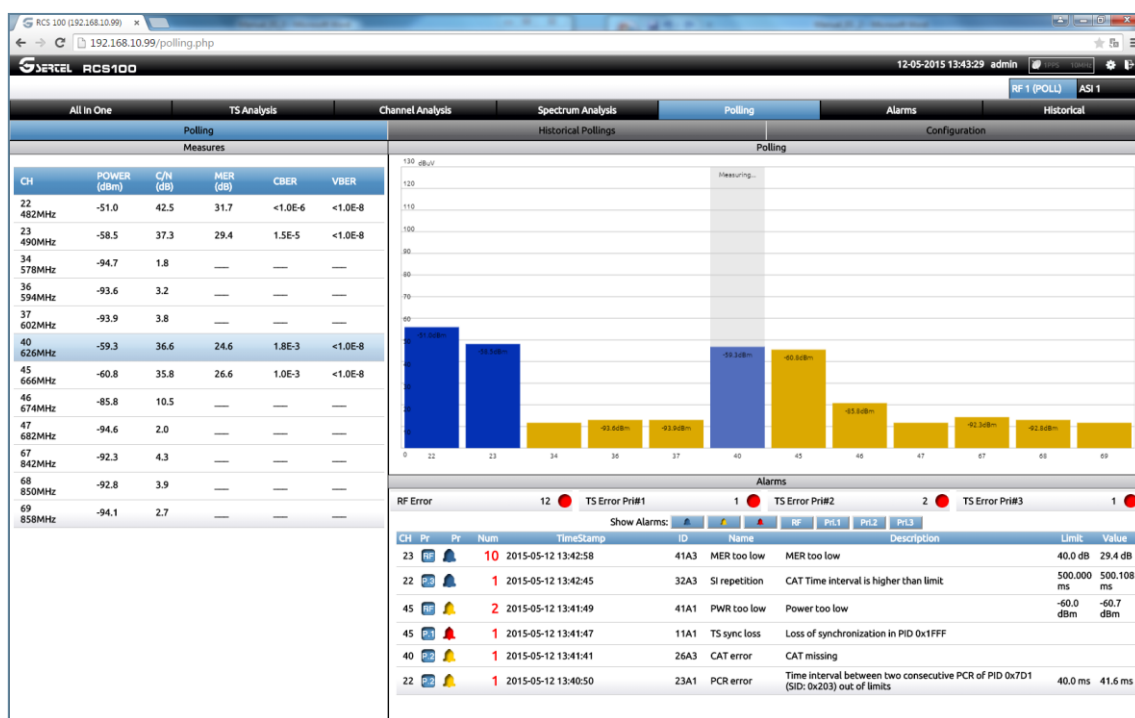 RCS 100 (192.168.10.99) ×
192.168.10.99/polling.php
SERTEL RCS100 12-05-2015 13:43:29 admin 1PPS 10MHz
RF 1 (POLL) ASI 1
All In One TS Analysis Channel Analysis Spectrum Analysis Polling Alarms Historical
Polling Historical Pollings Configuration
Measures
CH POWER (dBm) C/N (dB) MER (dB) CBER VBER
22 482MHz -51.0 42.5 31.7 <1.0E-6 <1.0E-8
23 490MHz -58.5 37.3 29.4 1.5E-5 <1.0E-8
34 578MHz -94.7 1.8 — — —
36 594MHz -93.6 3.2 — — —
37 602MHz -93.9 3.8 — — —
40 626MHz -59.3 36.6 24.6 1.8E-3 <1.0E-8
45 666MHz -60.8 35.8 26.6 1.0E-3 <1.0E-8
46 674MHz -85.8 10.5 — — —
47 682MHz -94.6 2.0 — — —
67 842MHz -92.3 4.3 — — —
68 850MHz -92.8 3.9 — — —
69 858MHz -94.1 2.7 — — —
Polling
130 dBuV
Measuring...
120
110
100
90
80
70
60
50
40
30
20
10
-51.0dBm -58.5dBm -93.6dBm -93.9dBm -59.3dBm -60.8dBm -85.8dBm -92.3dBm -92.8dBm
0 22 23 34 36 37 40 45 46 47 67 68 69
Alarms
RF Error 12 TS Error Pri#1 1 TS Error Pri#2 2 TS Error Pri#3 1
Show Alarms: RF Pri.1 Pri.2 Pri.3
CH Pr Pr Num TimeStamp ID Name Description Limit Value
23 RF 10 2015-05-12 13:42:58 41A3 MER too low MER too low 40.0 dB 29.4 dB
22 P.3 1 2015-05-12 13:42:45 32A3 SI repetition CAT Time interval is higher than limit 500.000 ms 500.108 ms
45 RF 2 2015-05-12 13:41:49 41A1 PWR too low Power too low -60.0 dBm -60.7 dBm
45 P.1 1 2015-05-12 13:41:47 11A1 TS sync loss Loss of synchronization in PID 0x1FFF
40 P.2 1 2015-05-12 13:41:41 26A3 CAT error CAT missing
22 P.2 1 2015-05-12 13:40:50 23A1 PCR error Time interval between two consecutive PCR of PID 0x7D1 (SID: 0x203) out of limits 40.0 ms 41.6 ms